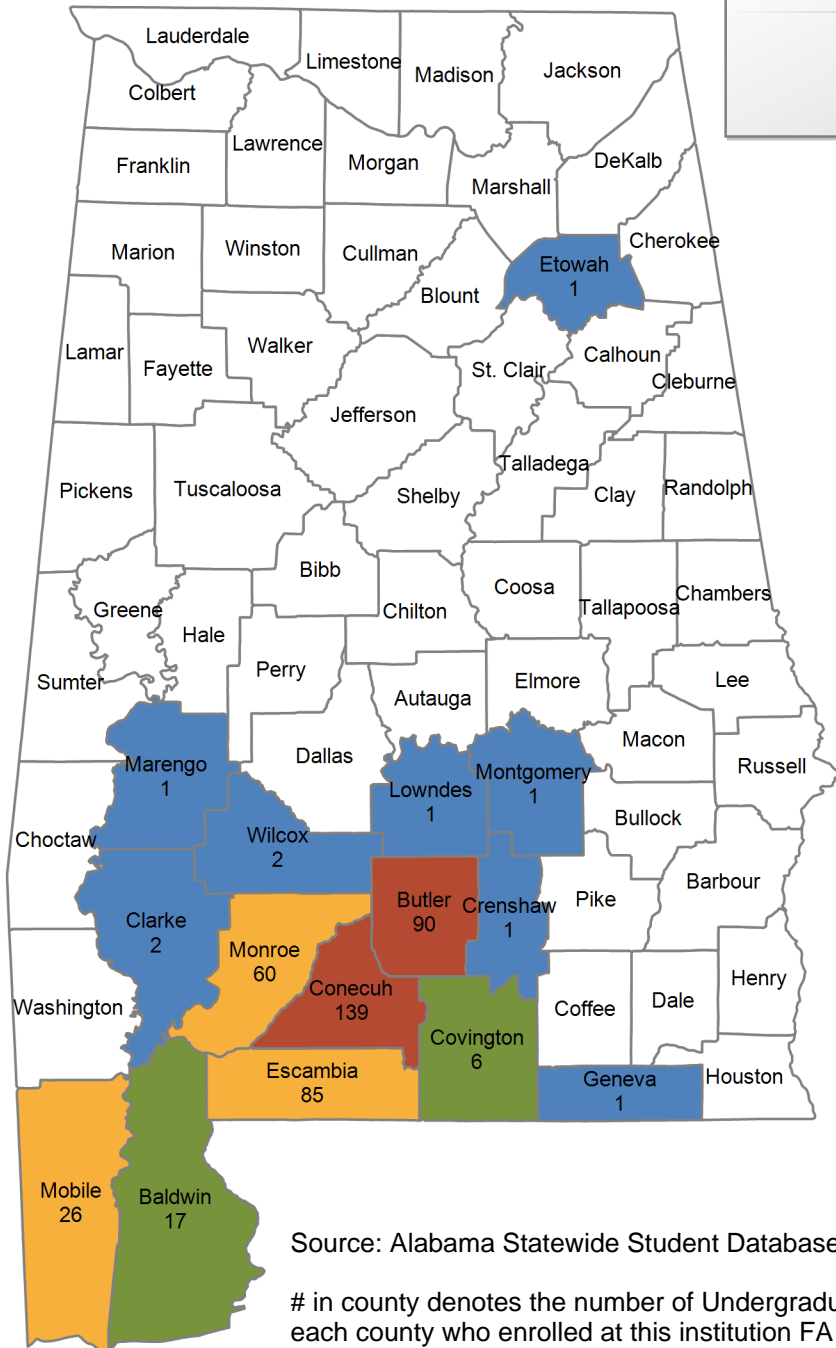 Lauderdale
Limestone
Madison
Jackson
Colbert
Lawrence
Franklin
Morgan
DeKalb
Marshall
Marion
Winston
Cullman
Cherokee
Etowah
1
Blount
Lamar
Fayette
Walker
St. Clair
Calhoun
Cleburne
Jefferson
Talladega
Pickens
Tuscaloosa
Shelby
Clay
Randolph
Bibb
Coosa
Chambers
Greene
Hale
Chilton
Tallapoosa
Perry
Sumter
Autauga
Elmore
Lee
Marengo
1
Dallas
Lowndes
1
Montgomery
1
Macon
Russell
Choctaw
Wilcox
2
Bullock
Clarke
2
Butler
90
Crenshaw
1
Pike
Barbour
Monroe
60
Washington
Conecuh
139
Coffee
Dale
Henry
Covington
6
Escambia
85
Geneva
1
Houston
Mobile
26
Baldwin
17
Source: Alabama Statewide Student Database
# in county denotes the number of Undergradu
each county who enrolled at this institution FA